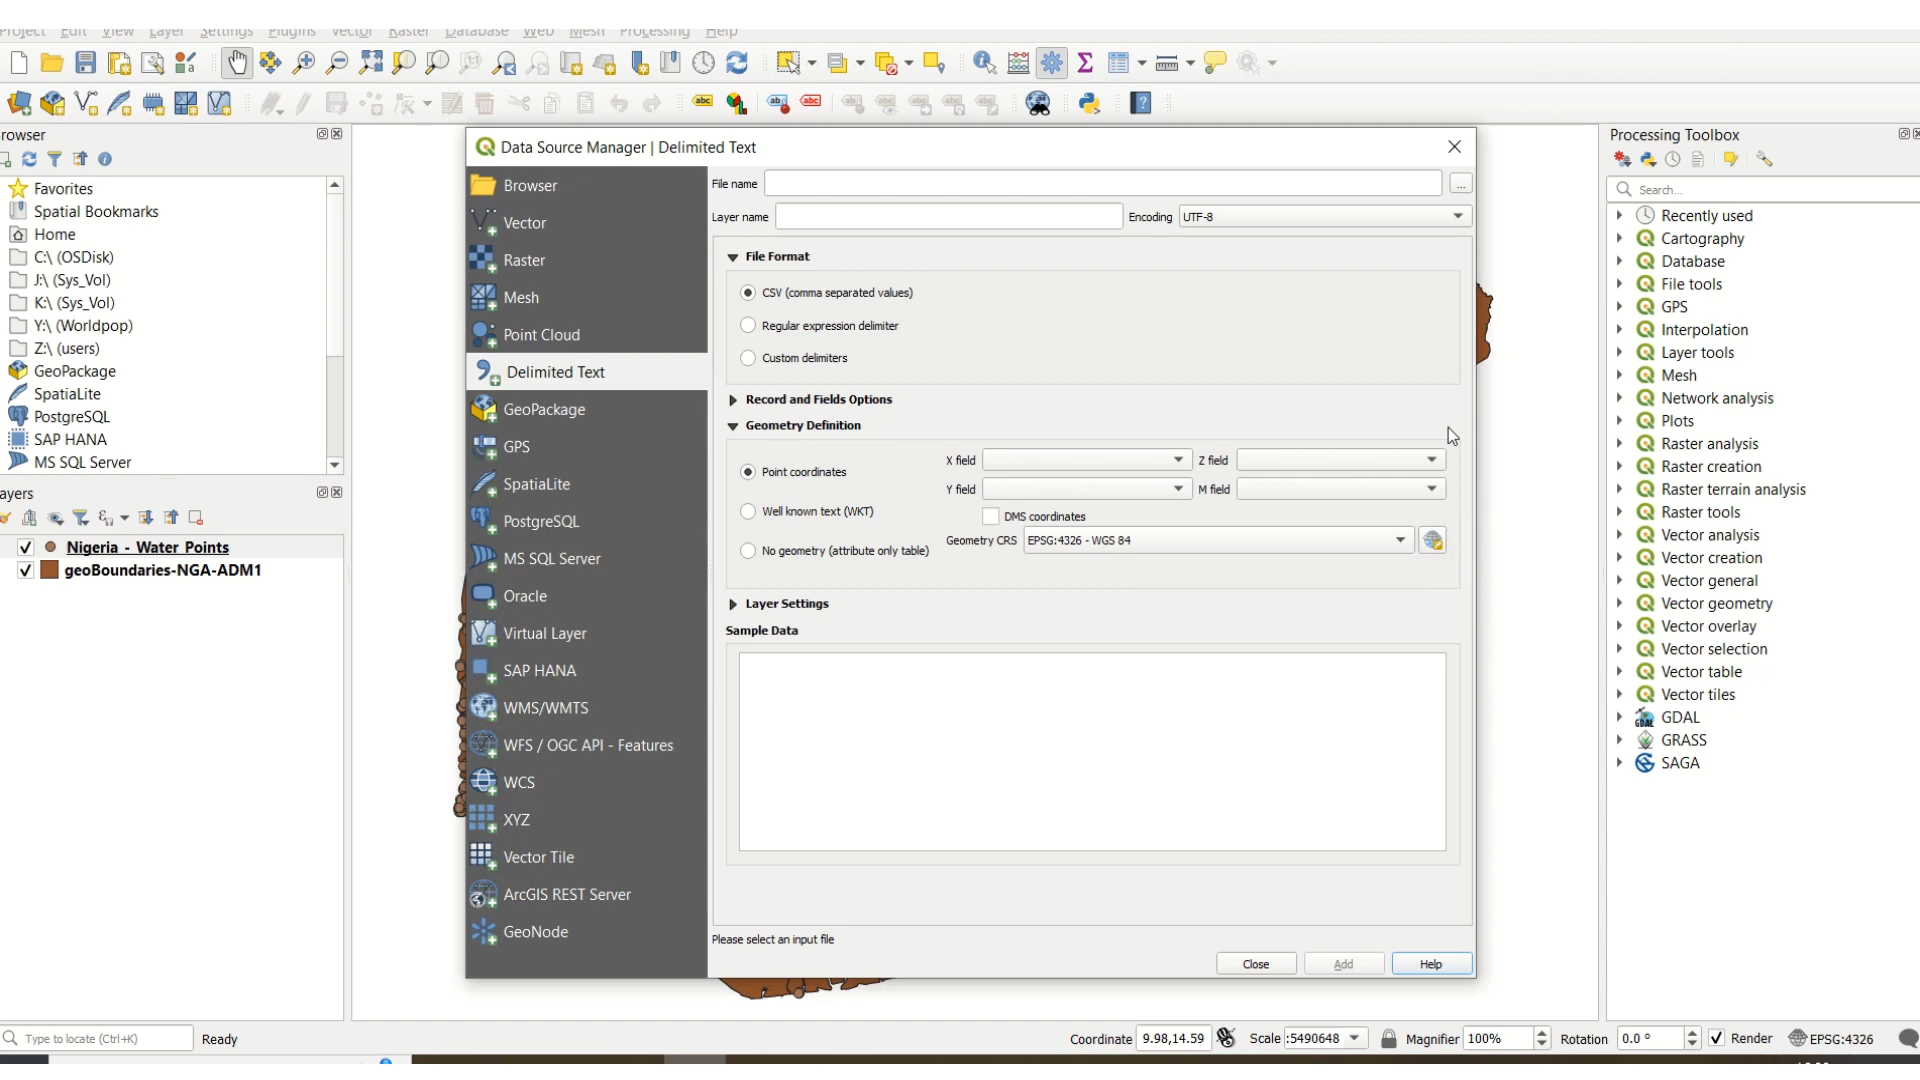 Project Edit View Layer Settings Plugins Vector Raster Database Web Mesh Processing Help
rowser
Favorites
Spatial Bookmarks
Home
C:\ (OSDisk)
J:\ (Sys_Vol)
K:\ (Sys_Vol)
Y:\ (Worldpop)
Z:\ (users)
GeoPackage
SpatiaLite
PostgreSQL
SAP HANA
MS SQL Server
ayers
Nigeria - Water Points
geoBoundaries-NGA-ADM1
Data Source Manager | Delimited Text
Browser
Vector
Raster
Mesh
Point Cloud
Delimited Text
GeoPackage
GPS
SpatiaLite
PostgreSQL
MS SQL Server
Oracle
Virtual Layer
SAP HANA
WMS/WMTS
WFS / OGC API - Features
WCS
XYZ
Vector Tile
ArcGIS REST Server
GeoNode
File name
...
Layer name
Encoding UTF-8
File Format
CSV (comma separated values)
Regular expression delimiter
Custom delimiters
Record and Fields Options
Geometry Definition
Point coordinates
Well known text (WKT)
No geometry (attribute only table)
X field
Z field
Y field
M field
DMS coordinates
Geometry CRS EPSG:4326 - WGS 84
Layer Settings
Sample Data
Please select an input file
Close Add Help
Processing Toolbox
Search...
Recently used
Cartography
Database
File tools
GPS
Interpolation
Layer tools
Mesh
Network analysis
Plots
Raster analysis
Raster creation
Raster terrain analysis
Raster tools
Vector analysis
Vector creation
Vector general
Vector geometry
Vector overlay
Vector selection
Vector table
Vector tiles
GDAL
GRASS
SAGA
Type to locate (Ctrl+K) Ready Coordinate 9.98,14.59 Scale :5490648 Magnifier 100% Rotation 0.0 ° Render EPSG:4326